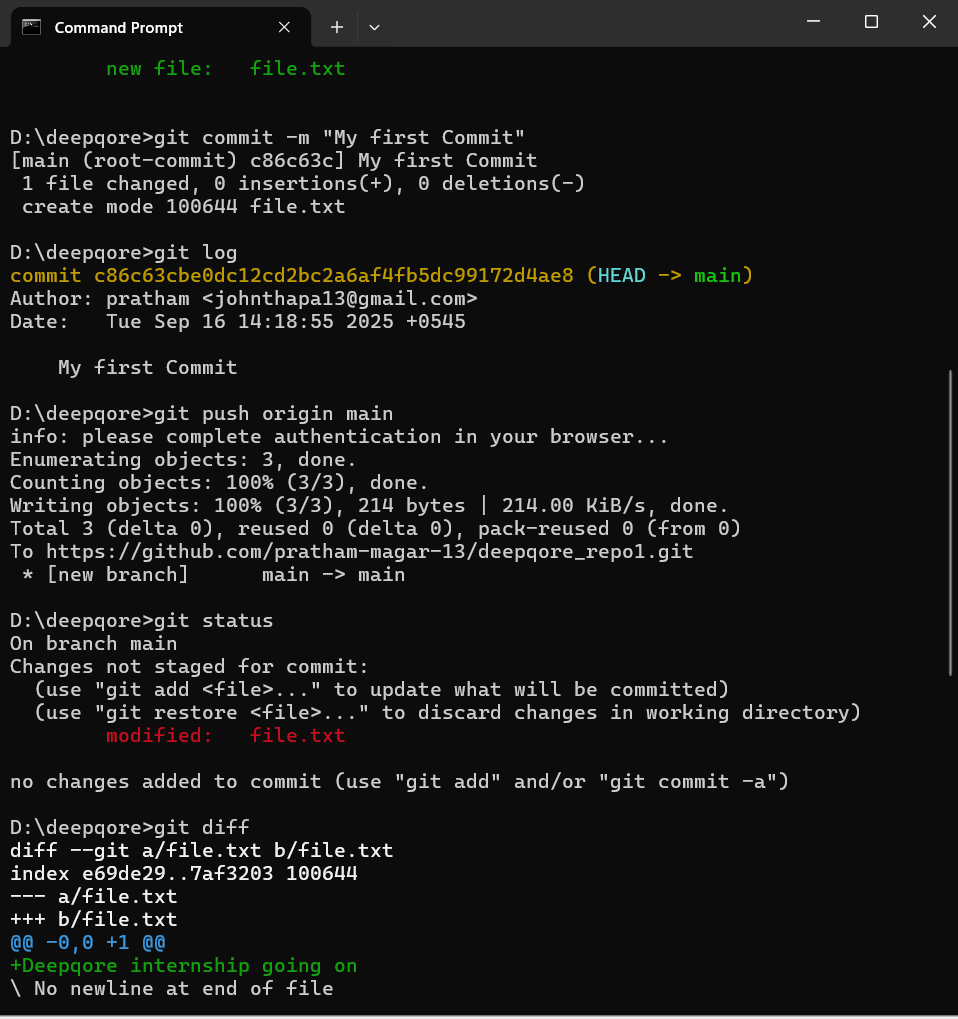 Command Prompt
new file:   file.txt
D:\deepqore>git commit -m "My first Commit"
[main (root-commit) c86c63c] My first Commit
 1 file changed, 0 insertions(+), 0 deletions(-)
 create mode 100644 file.txt
D:\deepqore>git log
commit c86c63cbe0dc12cd2bc2a6af4fb5dc99172d4ae8 (HEAD -> main)
Author: pratham <johnthapa13@gmail.com>
Date:   Tue Sep 16 14:18:55 2025 +0545
    My first Commit
D:\deepqore>git push origin main
info: please complete authentication in your browser...
Enumerating objects: 3, done.
Counting objects: 100% (3/3), done.
Writing objects: 100% (3/3), 214 bytes | 214.00 KiB/s, done.
Total 3 (delta 0), reused 0 (delta 0), pack-reused 0 (from 0)
To https://github.com/pratham-magar-13/deepqore_repo1.git
 * [new branch]      main -> main
D:\deepqore>git status
On branch main
Changes not staged for commit:
  (use "git add <file>..." to update what will be committed)
  (use "git restore <file>..." to discard changes in working directory)
        modified:   file.txt
no changes added to commit (use "git add" and/or "git commit -a")
D:\deepqore>git diff
diff --git a/file.txt b/file.txt
index e69de29..7af3203 100644
--- a/file.txt
+++ b/file.txt
@@ -0,0 +1 @@
+Deepqore internship going on
\ No newline at end of file